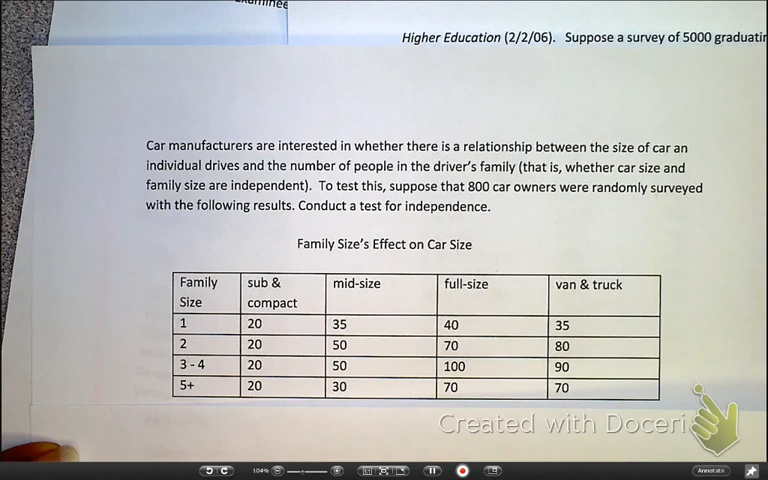 Higher Education (2/2/06). Suppose a survey of 5000
Car manufacturers are interested in whether there is a relationship between the size of car an
individual drives and the number of people in the driver's family (that is, whether car size and
family size are independent). To test this, suppose that 800 car owners were randomly surveyed
with the following results. Conduct a test for independence.
Family Size's Effect on Car Size
Family Size sub & compact mid-size full-size van & truck
1 20 35 40 35
2 20 50 70 80
3 - 4 20 50 100 90
5+ 20 30 70 70
Created with Doceri
104%
Annotate